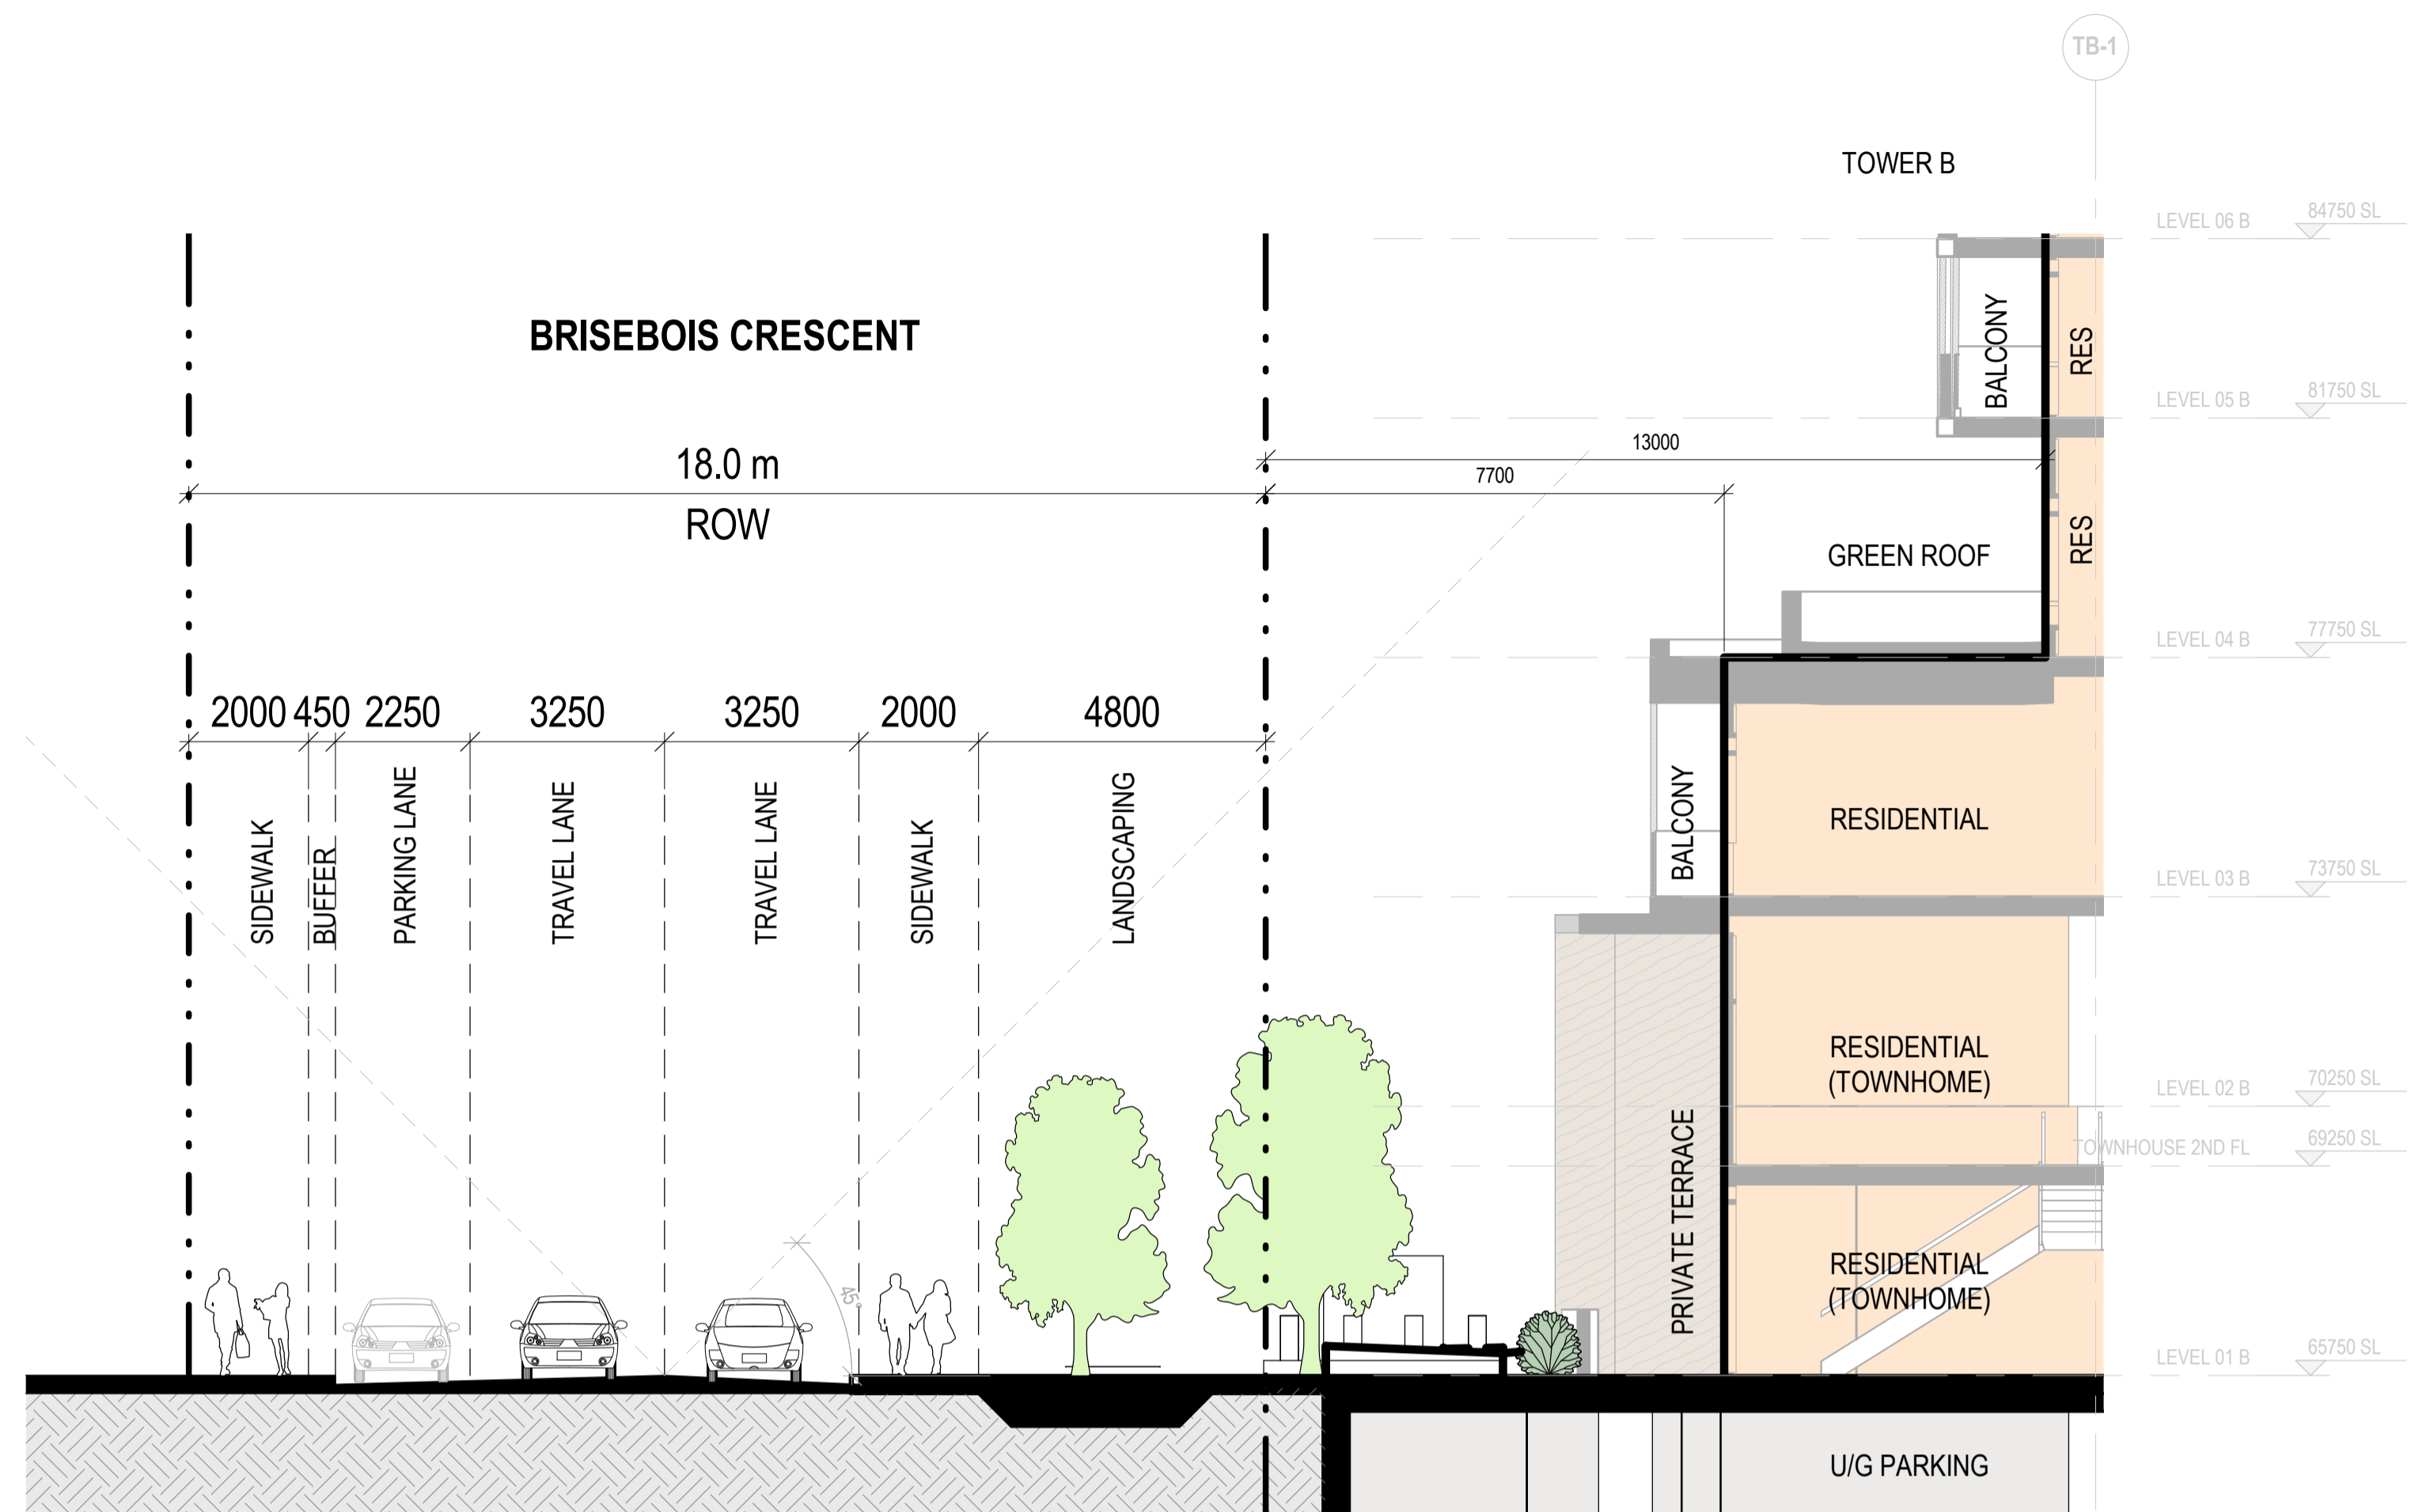 TB-1
TOWER B
LEVEL 06 B
84750 SL
BRISEBOIS CRESCENT
BALCONY
RES
LEVEL 05 B
81750 SL
18.0 m
ROW
13000
7700
GREEN ROOF
RES
LEVEL 04 B
77750 SL
2000 450 2250 3250 3250 2000 4800
SIDEWALK
BUFFER
PARKING LANE
TRAVEL LANE
TRAVEL LANE
SIDEWALK
LANDSCAPING
BALCONY
RESIDENTIAL
LEVEL 03 B
73750 SL
RESIDENTIAL
(TOWNHOME)
LEVEL 02 B
70250 SL
TOWNHOUSE 2ND FL
69250 SL
PRIVATE TERRACE
45°
RESIDENTIAL
(TOWNHOME)
LEVEL 01 B
65750 SL
U/G PARKING